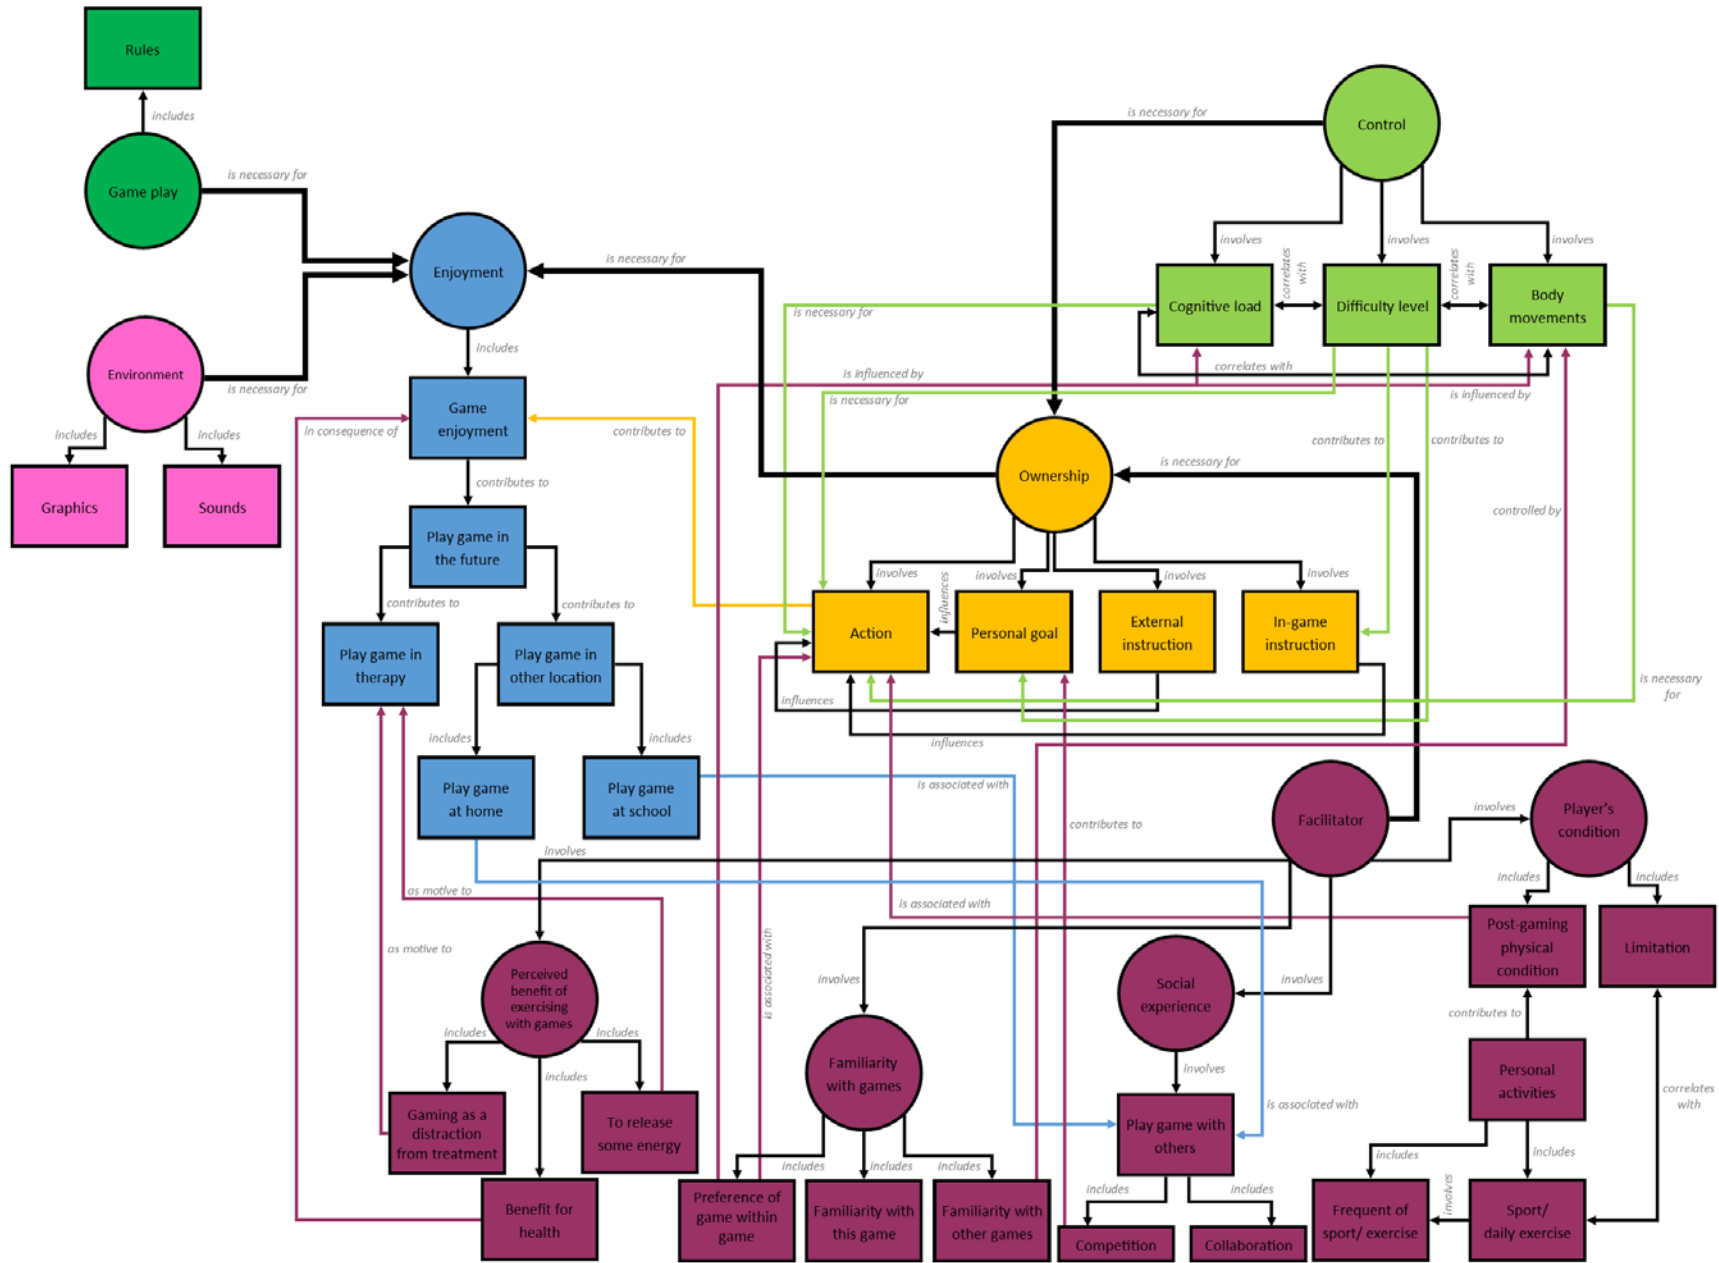 Rules
includes
Game play
is necessary for
Enjoyment
is necessary for
Environment
is necessary for
includes
includes
Graphics
Sounds
includes
Game
enjoyment
in consequence of
contributes to
contributes to
Play game in
the future
contributes to
contributes to
Play game in
therapy
Play game in
other location
includes
includes
Play game
at home
Play game
at school
Control
is necessary for
involves
involves
involves
Cognitive load
correlates
with
Difficulty level
correlates
with
Body
movements
is necessary for
correlates with
is influenced by
is influenced by
is necessary for
contributes to
contributes to
Ownership
is necessary for
controlled by
involves
influences
involves
involves
involves
Action
Personal goal
External
instruction
In-game
instruction
influences
influences
is necessary
for
is associated with
contributes to
Facilitator
involves
Player's
condition
involves
as motive to
is associated with
includes
includes
as motive to
is associated with
Post-gaming
physical
condition
Limitation
Perceived
benefit of
exercising
with games
involves
Social
experience
involves
contributes to
includes
includes
includes
Familiarity
with games
involves
Personal
activities
correlates
with
Gaming as a
distraction
from treatment
To release
some energy
Play game with
others
is associated with
includes
includes
includes
includes
includes
includes
includes
Benefit for
health
Preference of
game within
game
Familiarity with
this game
Familiarity with
other games
Competition
Collaboration
Frequent of
sport/ exercise
involves
Sport/
daily exercise